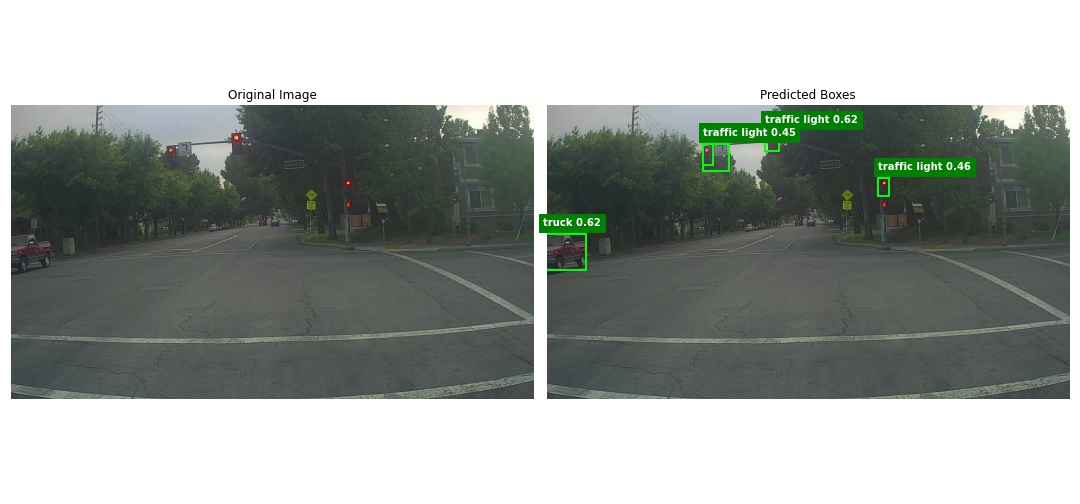 Original Image
Predicted Boxes
traffic light 0.62
traffic light 0.45
traffic light 0.46
truck 0.62